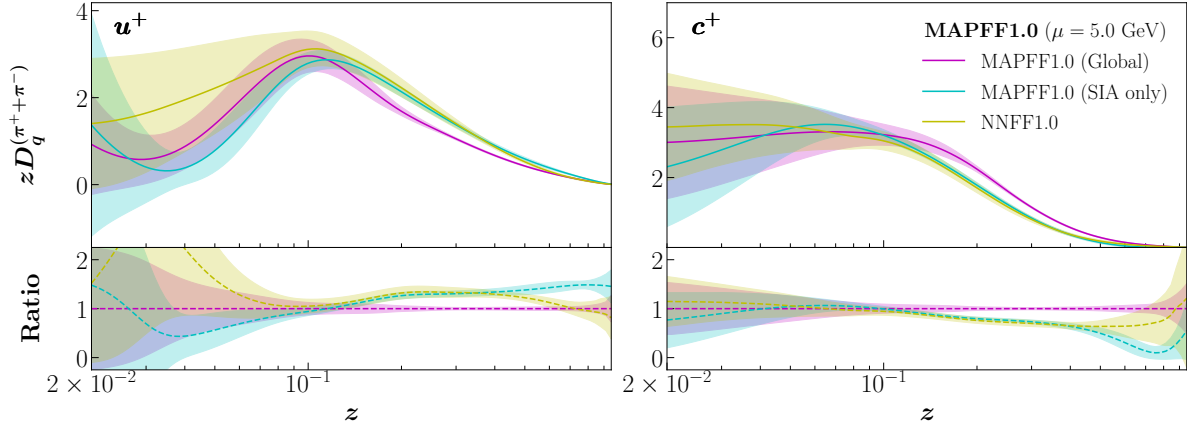 u⁺
zD_q^(π⁺+π⁻)
4
2
0
Ratio
2
1
0
2 × 10⁻²
10⁻¹
z
c⁺
MAPFF1.0 (μ = 5.0 GeV)
MAPFF1.0 (Global)
MAPFF1.0 (SIA only)
NNFF1.0
6
4
2
2
1
0
2 × 10⁻²
10⁻¹
z